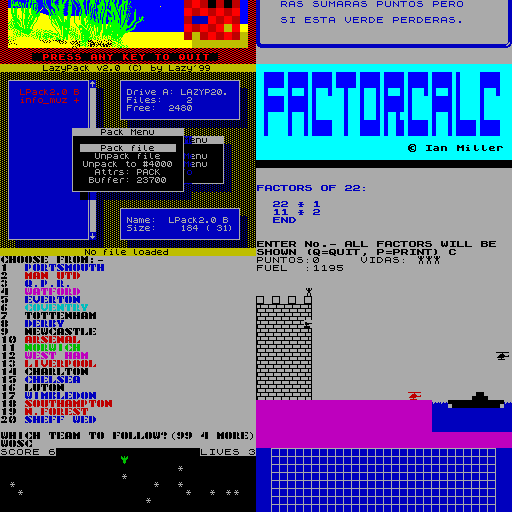 PRESS ANY KEY TO QUIT
RAS SUMARAS PUNTOS PERO
SI ESTA VERDE PERDERAS.
LazyPack v2.0 (C) by Lazy'99
LPack2.0 B
info_wvz *
Drive A: LAZYP20.
Files: 2
Free: 2480
Pack Menu
Pack file
Unpack file
Unpack to #4000
Attrs: PACK
Buffer: 23700
enu
enu
Name: LPack2.0 B
Size: 184 ( 31)
No file loaded
FACTORCALC
© Ian Miller
FACTORS OF 22:
22 * 1
11 * 2
END
ENTER No.- ALL FACTORS WILL BE
SHOWN (Q=QUIT, P=PRINT) C
CHOOSE FROM:-
1 PORTSMOUTH
2 MAN UTD
3 Q.P.R.
4 WATFORD
5 EVERTON
6 COVENTRY
7 TOTTENHAM
8 DERBY
9 NEWCASTLE
10 ARSENAL
11 NORWICH
12 WEST HAM
13 LIVERPOOL
14 CHARLTON
15 CHELSEA
16 LUTON
17 WIMBLEDON
18 SOUTHAMPTON
19 N.FOREST
20 SHEFF WED
WHICH TEAM TO FOLLOW?(99 4 MORE)
WOSC
PUNTOS:0 VIDAS:
FUEL :1195
SCORE 6 LIVES 3